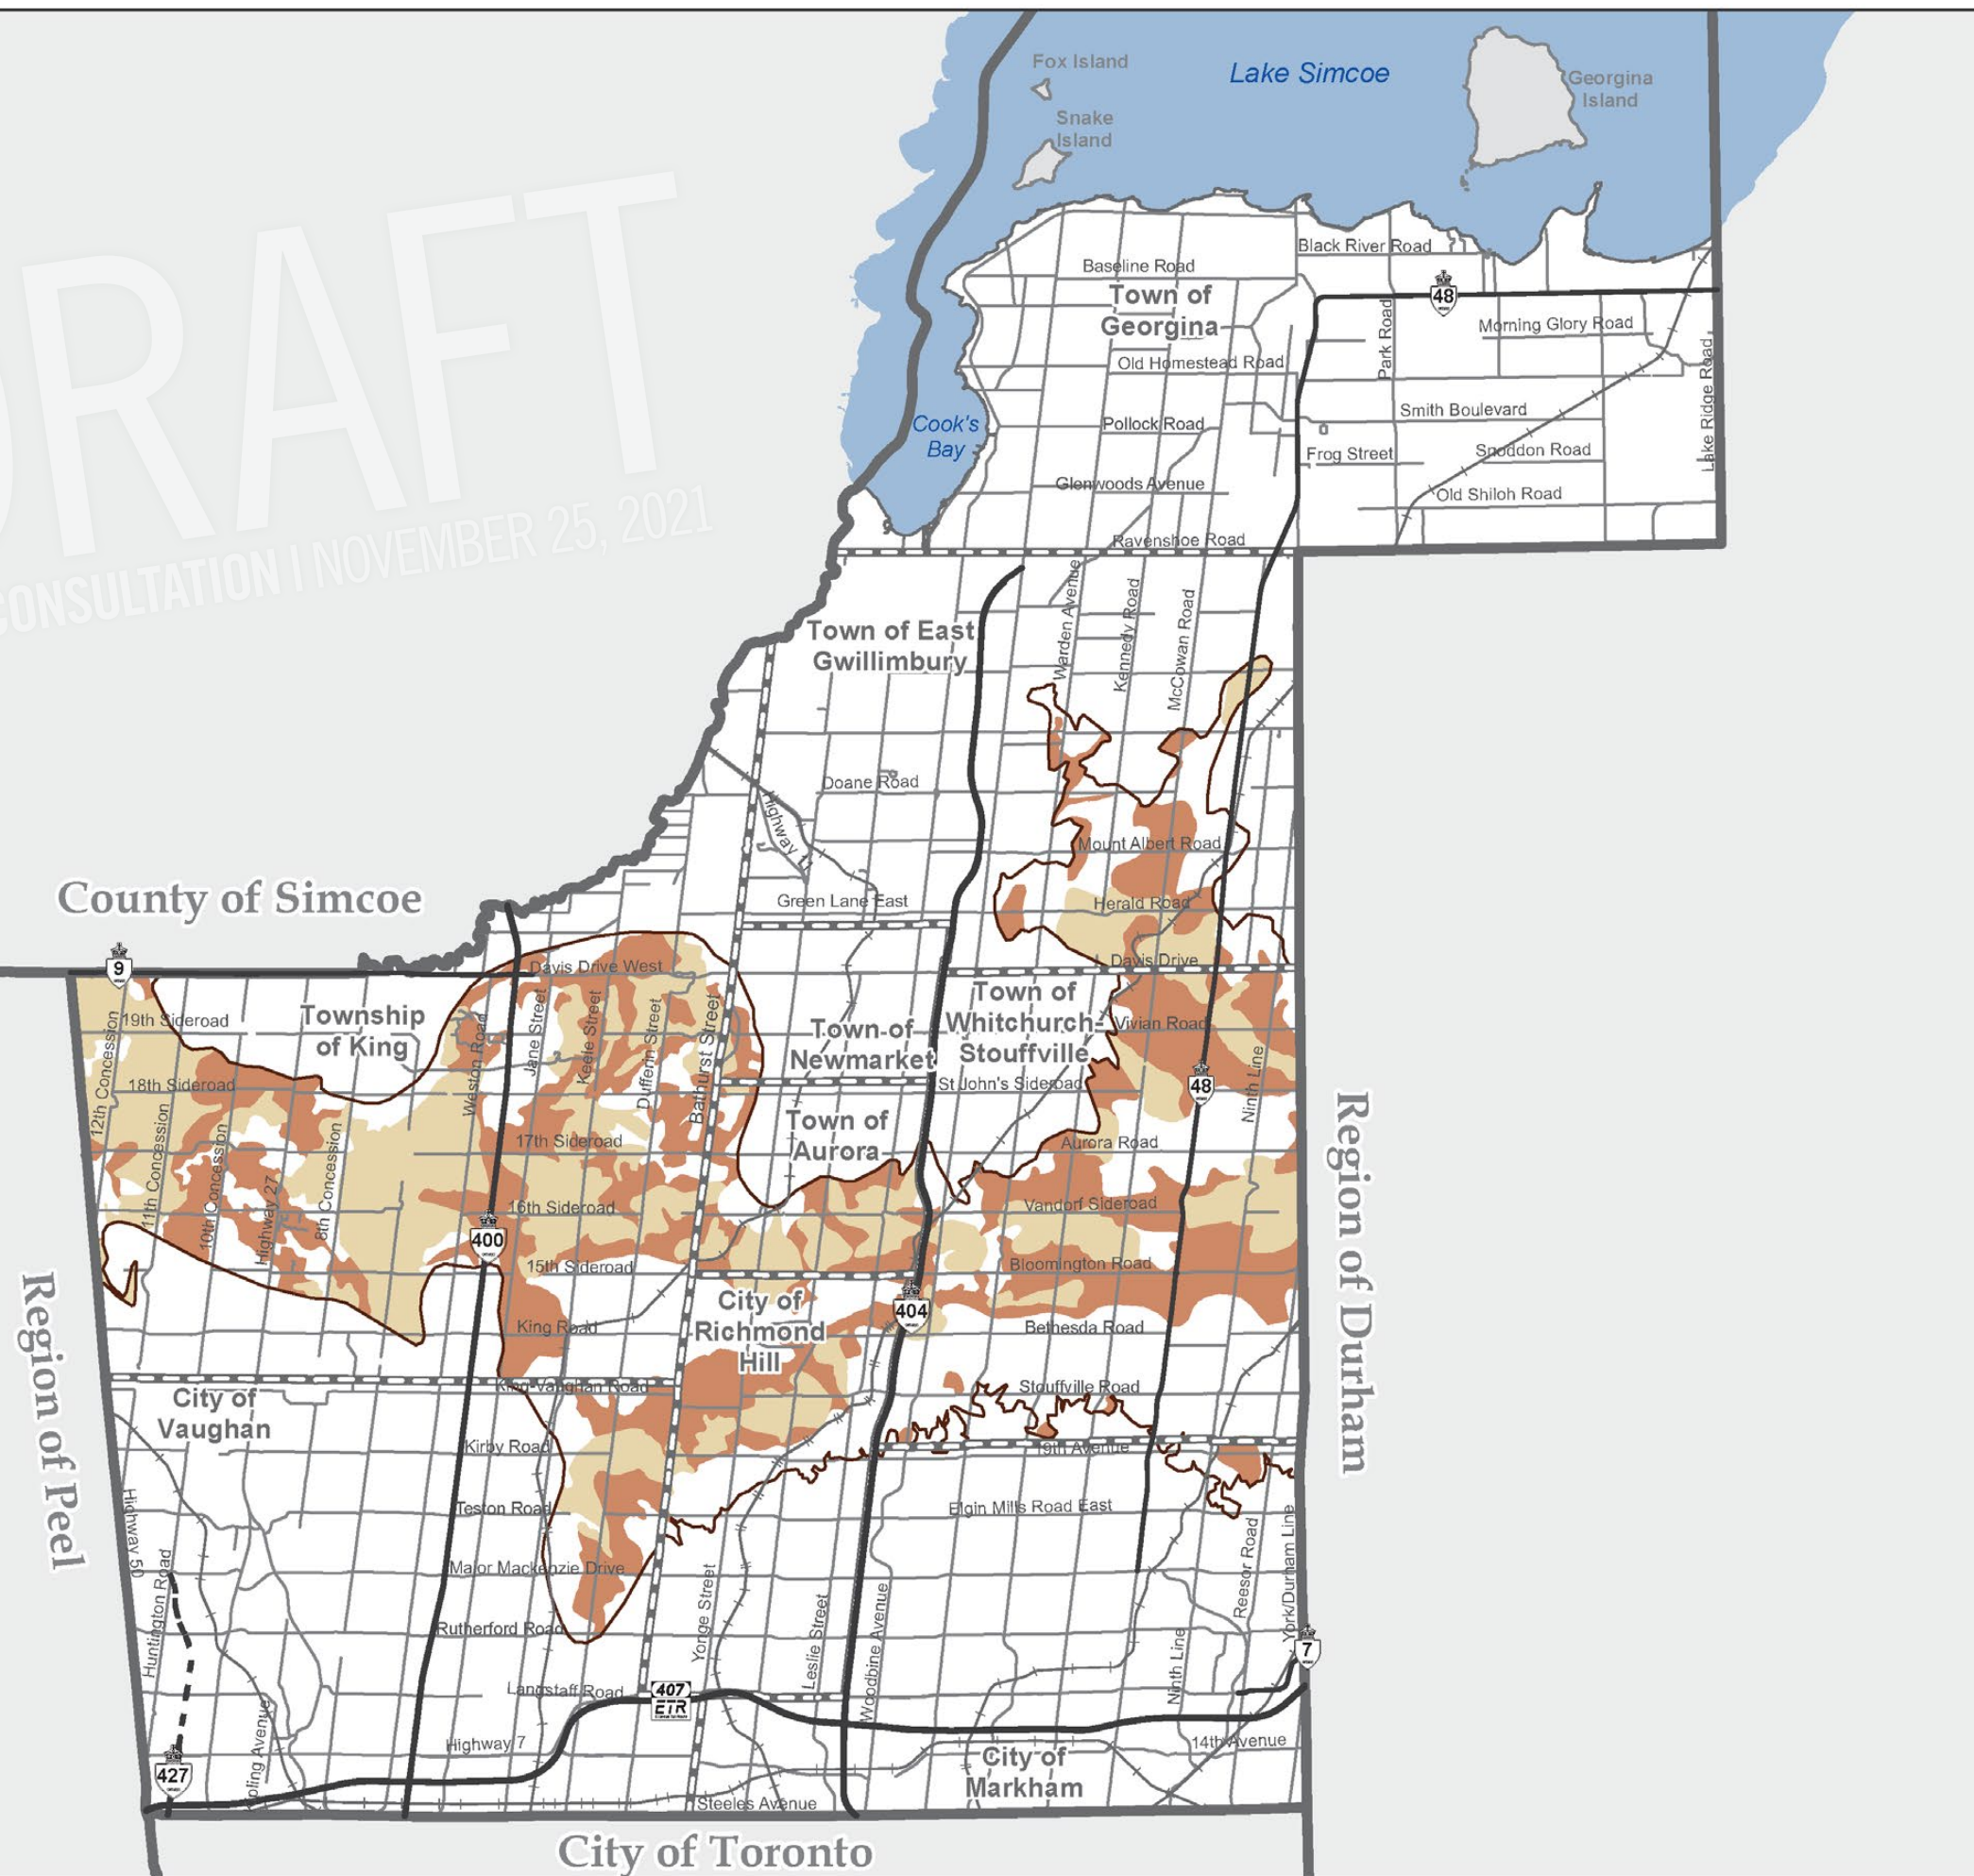 Fox Island
Lake Simcoe
Georgina
Island
Snake
Island
DRAFT
CONSULTATION | NOVEMBER 25, 2021
Black River Road
Baseline Road
Town of
Georgina
48
Park Road
Morning Glory Road
Lake Ridge Road
Old Homestead Road
Smith Boulevard
Cook's
Bay
Pollock Road
Frog Street
Snoddon Road
Glenwoods Avenue
Old Shiloh Road
Ravenshoe Road
Warden Avenue
Kennedy Road
McCowan Road
Town of East
Gwillimbury
Doane Road
Highway 11
Mount Albert Road
County of Simcoe
Green Lane East
Herald Road
9
Davis Drive West
Davis Drive
19th Sideroad
Township
of King
12th Concession
Weston Road
Jane Street
Keele Street
Dufferin Street
Bathurst Street
Town of
Newmarket
Town of
Whitchurch-
Stouffville
Vivian Road
18th Sideroad
St John's Sideroad
48
Ninth Line
11th Concession
10th Concession
Highway 27
8th Concession
17th Sideroad
Town of
Aurora
Aurora Road
Region of Durham
16th Sideroad
Vandorf Sideroad
400
15th Sideroad
Bloomington Road
Region of Peel
City of
Richmond
Hill
404
King Road
Bethesda Road
King-Vaughan Road
Stouffville Road
City of
Vaughan
Kirby Road
19th Avenue
Highway 50
Teston Road
Elgin Mills Road East
Huntington Road
Major Mackenzie Drive
Reesor Road
York/Durham Line
Rutherford Road
Yonge Street
Leslie Street
Woodbine Avenue
Ninth Line
7
Langstaff Road
407
ETR
Highway 7
14th Avenue
427
City of
Markham
Steeles Avenue
City of Toronto